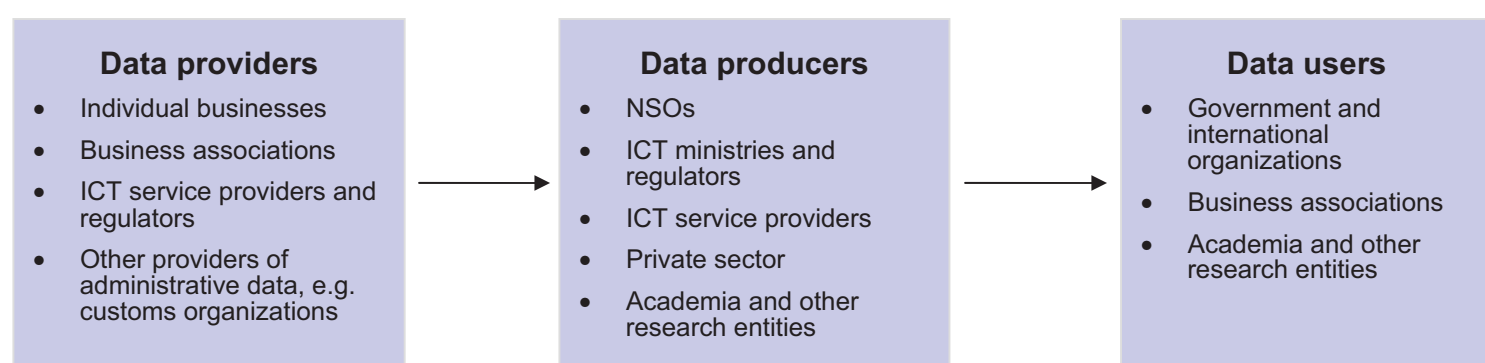 Data providers
• Individual businesses
• Business associations
• ICT service providers and
regulators
• Other providers of
administrative data, e.g.
customs organizations
Data producers
• NSOs
• ICT ministries and
regulators
• ICT service providers
• Private sector
• Academia and other
research entities
Data users
• Government and
international
organizations
• Business associations
• Academia and other
research entities